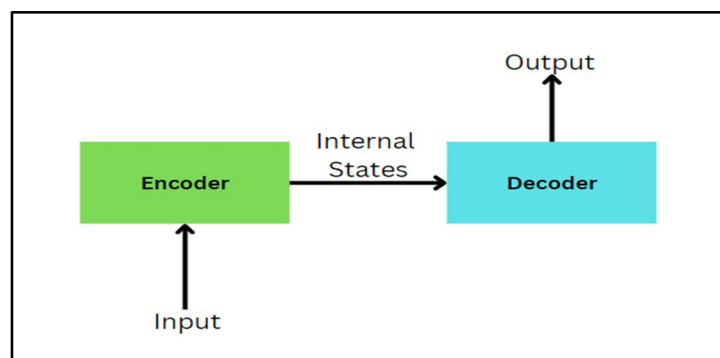 Output
Internal
States
Encoder
Decoder
Input